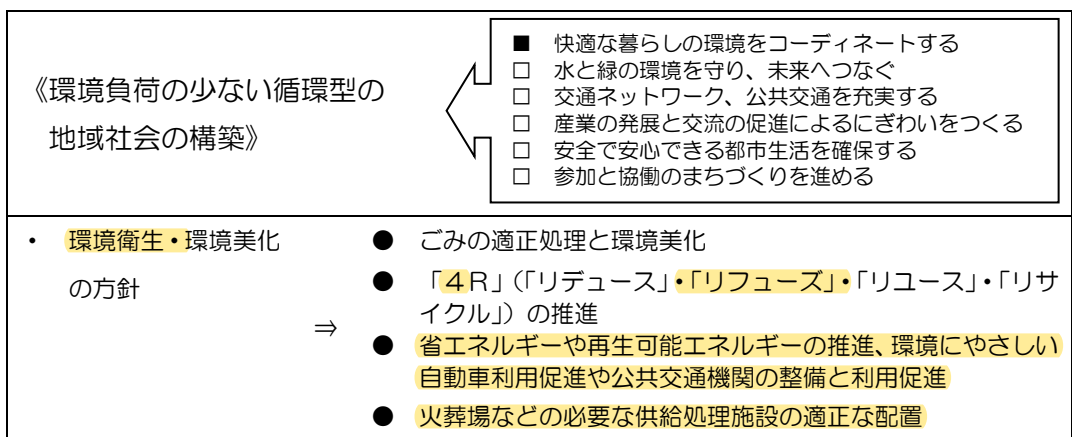 《環境負荷の少ない循環型の
地域社会の構築》
■ 快適な暮らしの環境をコーディネートする
□ 水と緑の環境を守り、未来へつなぐ
□ 交通ネットワーク、公共交通を充実する
□ 産業の発展と交流の促進によるにぎわいをつくる
□ 安全で安心できる都市生活を確保する
□ 参加と協働のまちづくりを進める
・ 環境衛生・環境美化
の方針
⇒
● ごみの適正処理と環境美化
● 「4R」(「リデュース」・「リフューズ」・「リユース」・「リサ
イクル」)の推進
● 省エネルギーや再生可能エネルギーの推進、環境にやさしい
自動車利用促進や公共交通機関の整備と利用促進
● 火葬場などの必要な供給処理施設の適正な配置